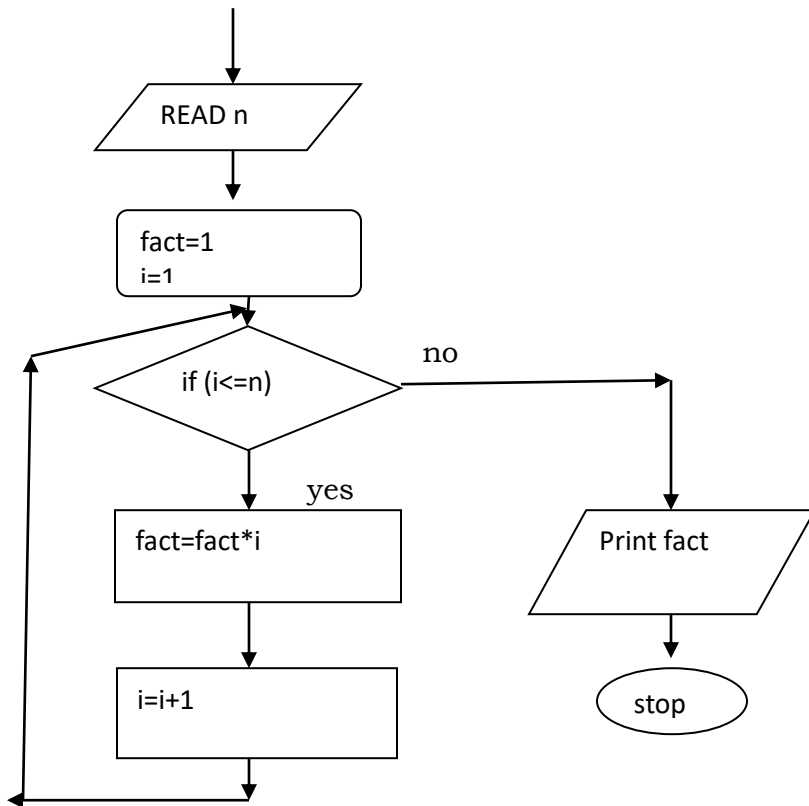 READ n
fact=1
i=1
if (i<=n)
no
yes
fact=fact*i
Print fact
i=i+1
stop